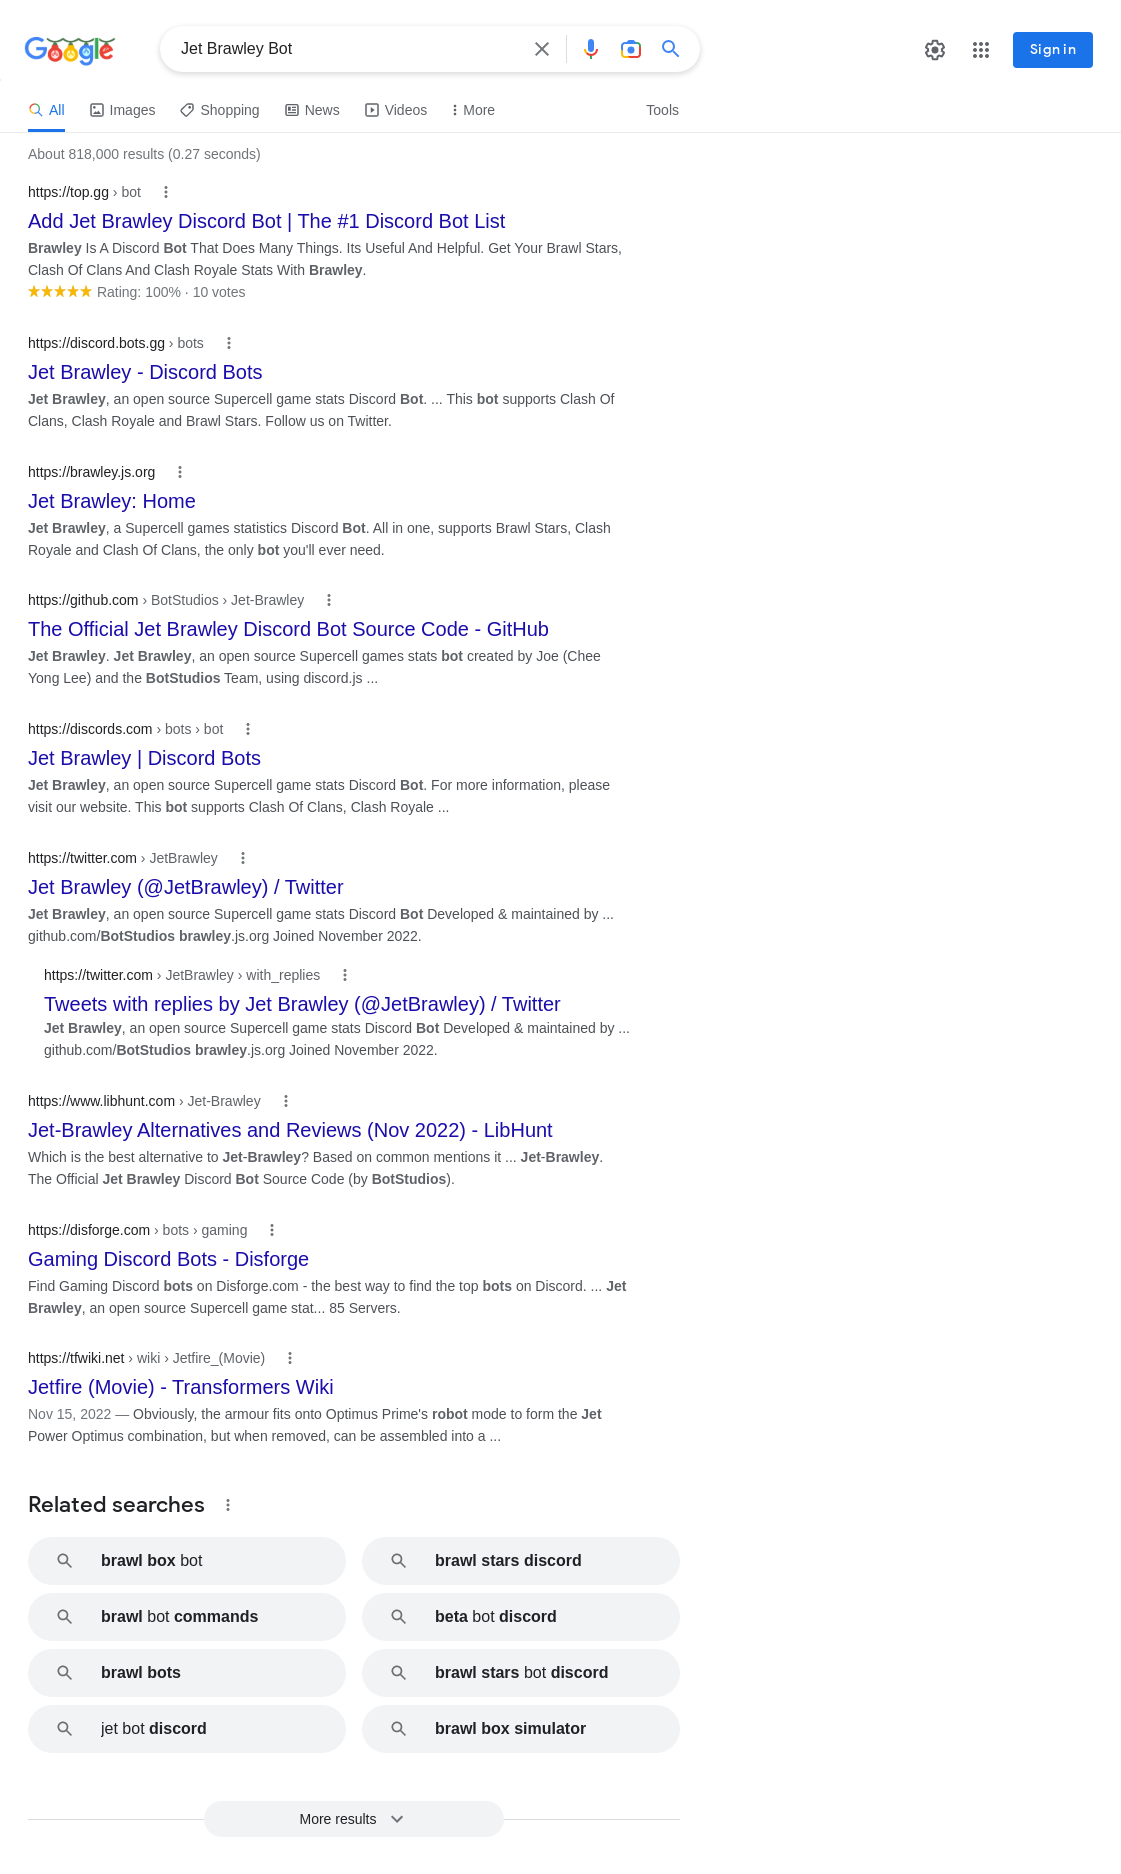 Google
Jet Brawley Bot
Sign in
All Images Shopping News Videos More Tools
About 818,000 results (0.27 seconds)
https://top.gg › bot
Add Jet Brawley Discord Bot | The #1 Discord Bot List
Brawley Is A Discord Bot That Does Many Things. Its Useful And Helpful. Get Your Brawl Stars,
Clash Of Clans And Clash Royale Stats With Brawley.
Rating: 100% · 10 votes
https://discord.bots.gg › bots
Jet Brawley - Discord Bots
Jet Brawley, an open source Supercell game stats Discord Bot. ... This bot supports Clash Of
Clans, Clash Royale and Brawl Stars. Follow us on Twitter.
https://brawley.js.org
Jet Brawley: Home
Jet Brawley, a Supercell games statistics Discord Bot. All in one, supports Brawl Stars, Clash
Royale and Clash Of Clans, the only bot you'll ever need.
https://github.com › BotStudios › Jet-Brawley
The Official Jet Brawley Discord Bot Source Code - GitHub
Jet Brawley. Jet Brawley, an open source Supercell games stats bot created by Joe (Chee
Yong Lee) and the BotStudios Team, using discord.js ...
https://discords.com › bots › bot
Jet Brawley | Discord Bots
Jet Brawley, an open source Supercell game stats Discord Bot. For more information, please
visit our website. This bot supports Clash Of Clans, Clash Royale ...
https://twitter.com › JetBrawley
Jet Brawley (@JetBrawley) / Twitter
Jet Brawley, an open source Supercell game stats Discord Bot Developed & maintained by ...
github.com/BotStudios brawley.js.org Joined November 2022.
https://twitter.com › JetBrawley › with_replies
Tweets with replies by Jet Brawley (@JetBrawley) / Twitter
Jet Brawley, an open source Supercell game stats Discord Bot Developed & maintained by ...
github.com/BotStudios brawley.js.org Joined November 2022.
https://www.libhunt.com › Jet-Brawley
Jet-Brawley Alternatives and Reviews (Nov 2022) - LibHunt
Which is the best alternative to Jet-Brawley? Based on common mentions it ... Jet-Brawley.
The Official Jet Brawley Discord Bot Source Code (by BotStudios).
https://disforge.com › bots › gaming
Gaming Discord Bots - Disforge
Find Gaming Discord bots on Disforge.com - the best way to find the top bots on Discord. ... Jet
Brawley, an open source Supercell game stat... 85 Servers.
https://tfwiki.net › wiki › Jetfire_(Movie)
Jetfire (Movie) - Transformers Wiki
Nov 15, 2022 — Obviously, the armour fits onto Optimus Prime's robot mode to form the Jet
Power Optimus combination, but when removed, can be assembled into a ...
Related searches
brawl box bot
brawl stars discord
brawl bot commands
beta bot discord
brawl bots
brawl stars bot discord
jet bot discord
brawl box simulator
More results